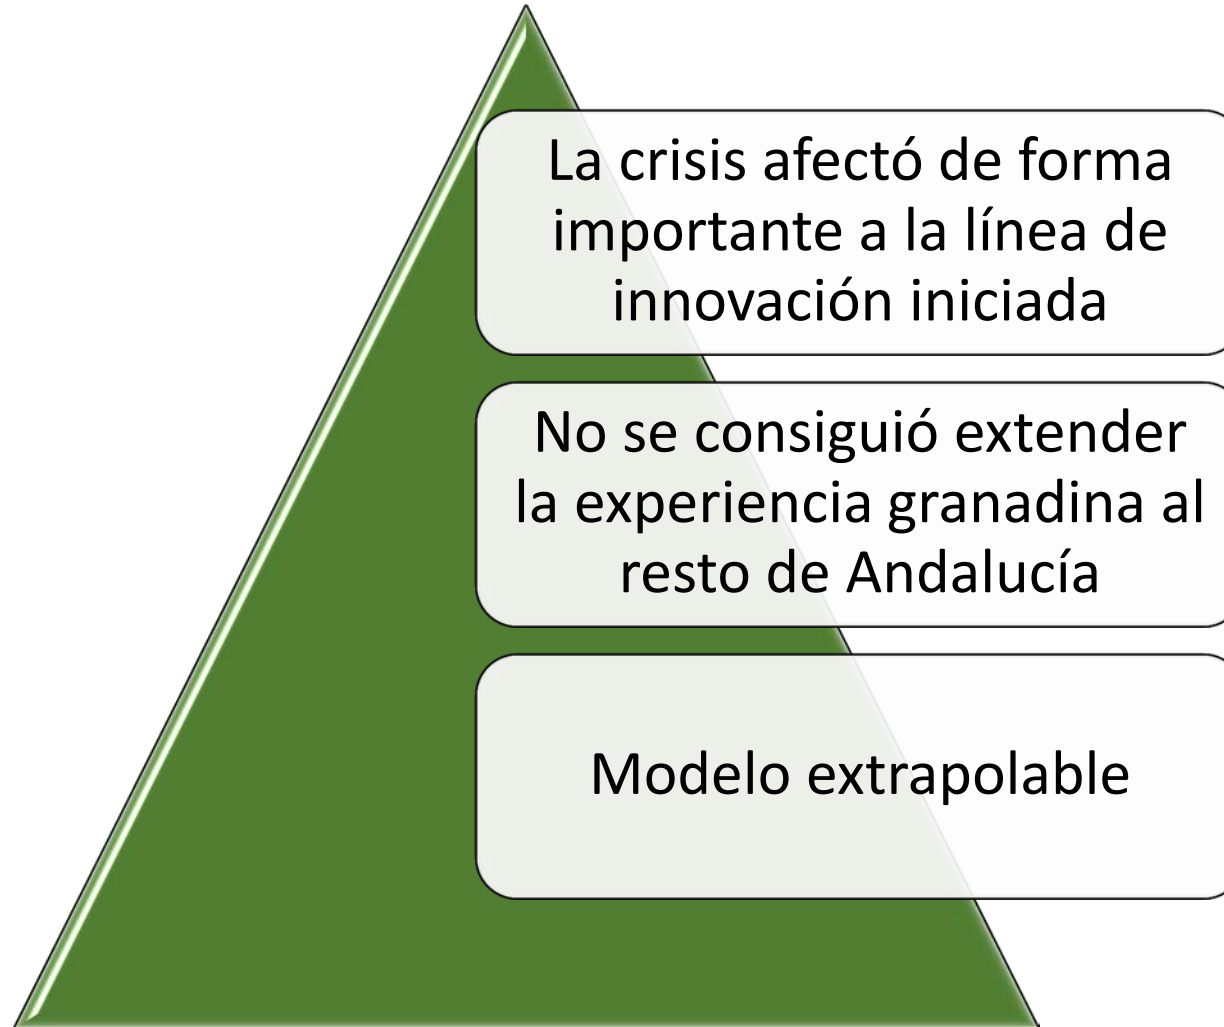 La crisis afectó de forma
importante a la línea de
innovación iniciada
No se consiguió extender
la experiencia granadina al
resto de Andalucía
Modelo extrapolable